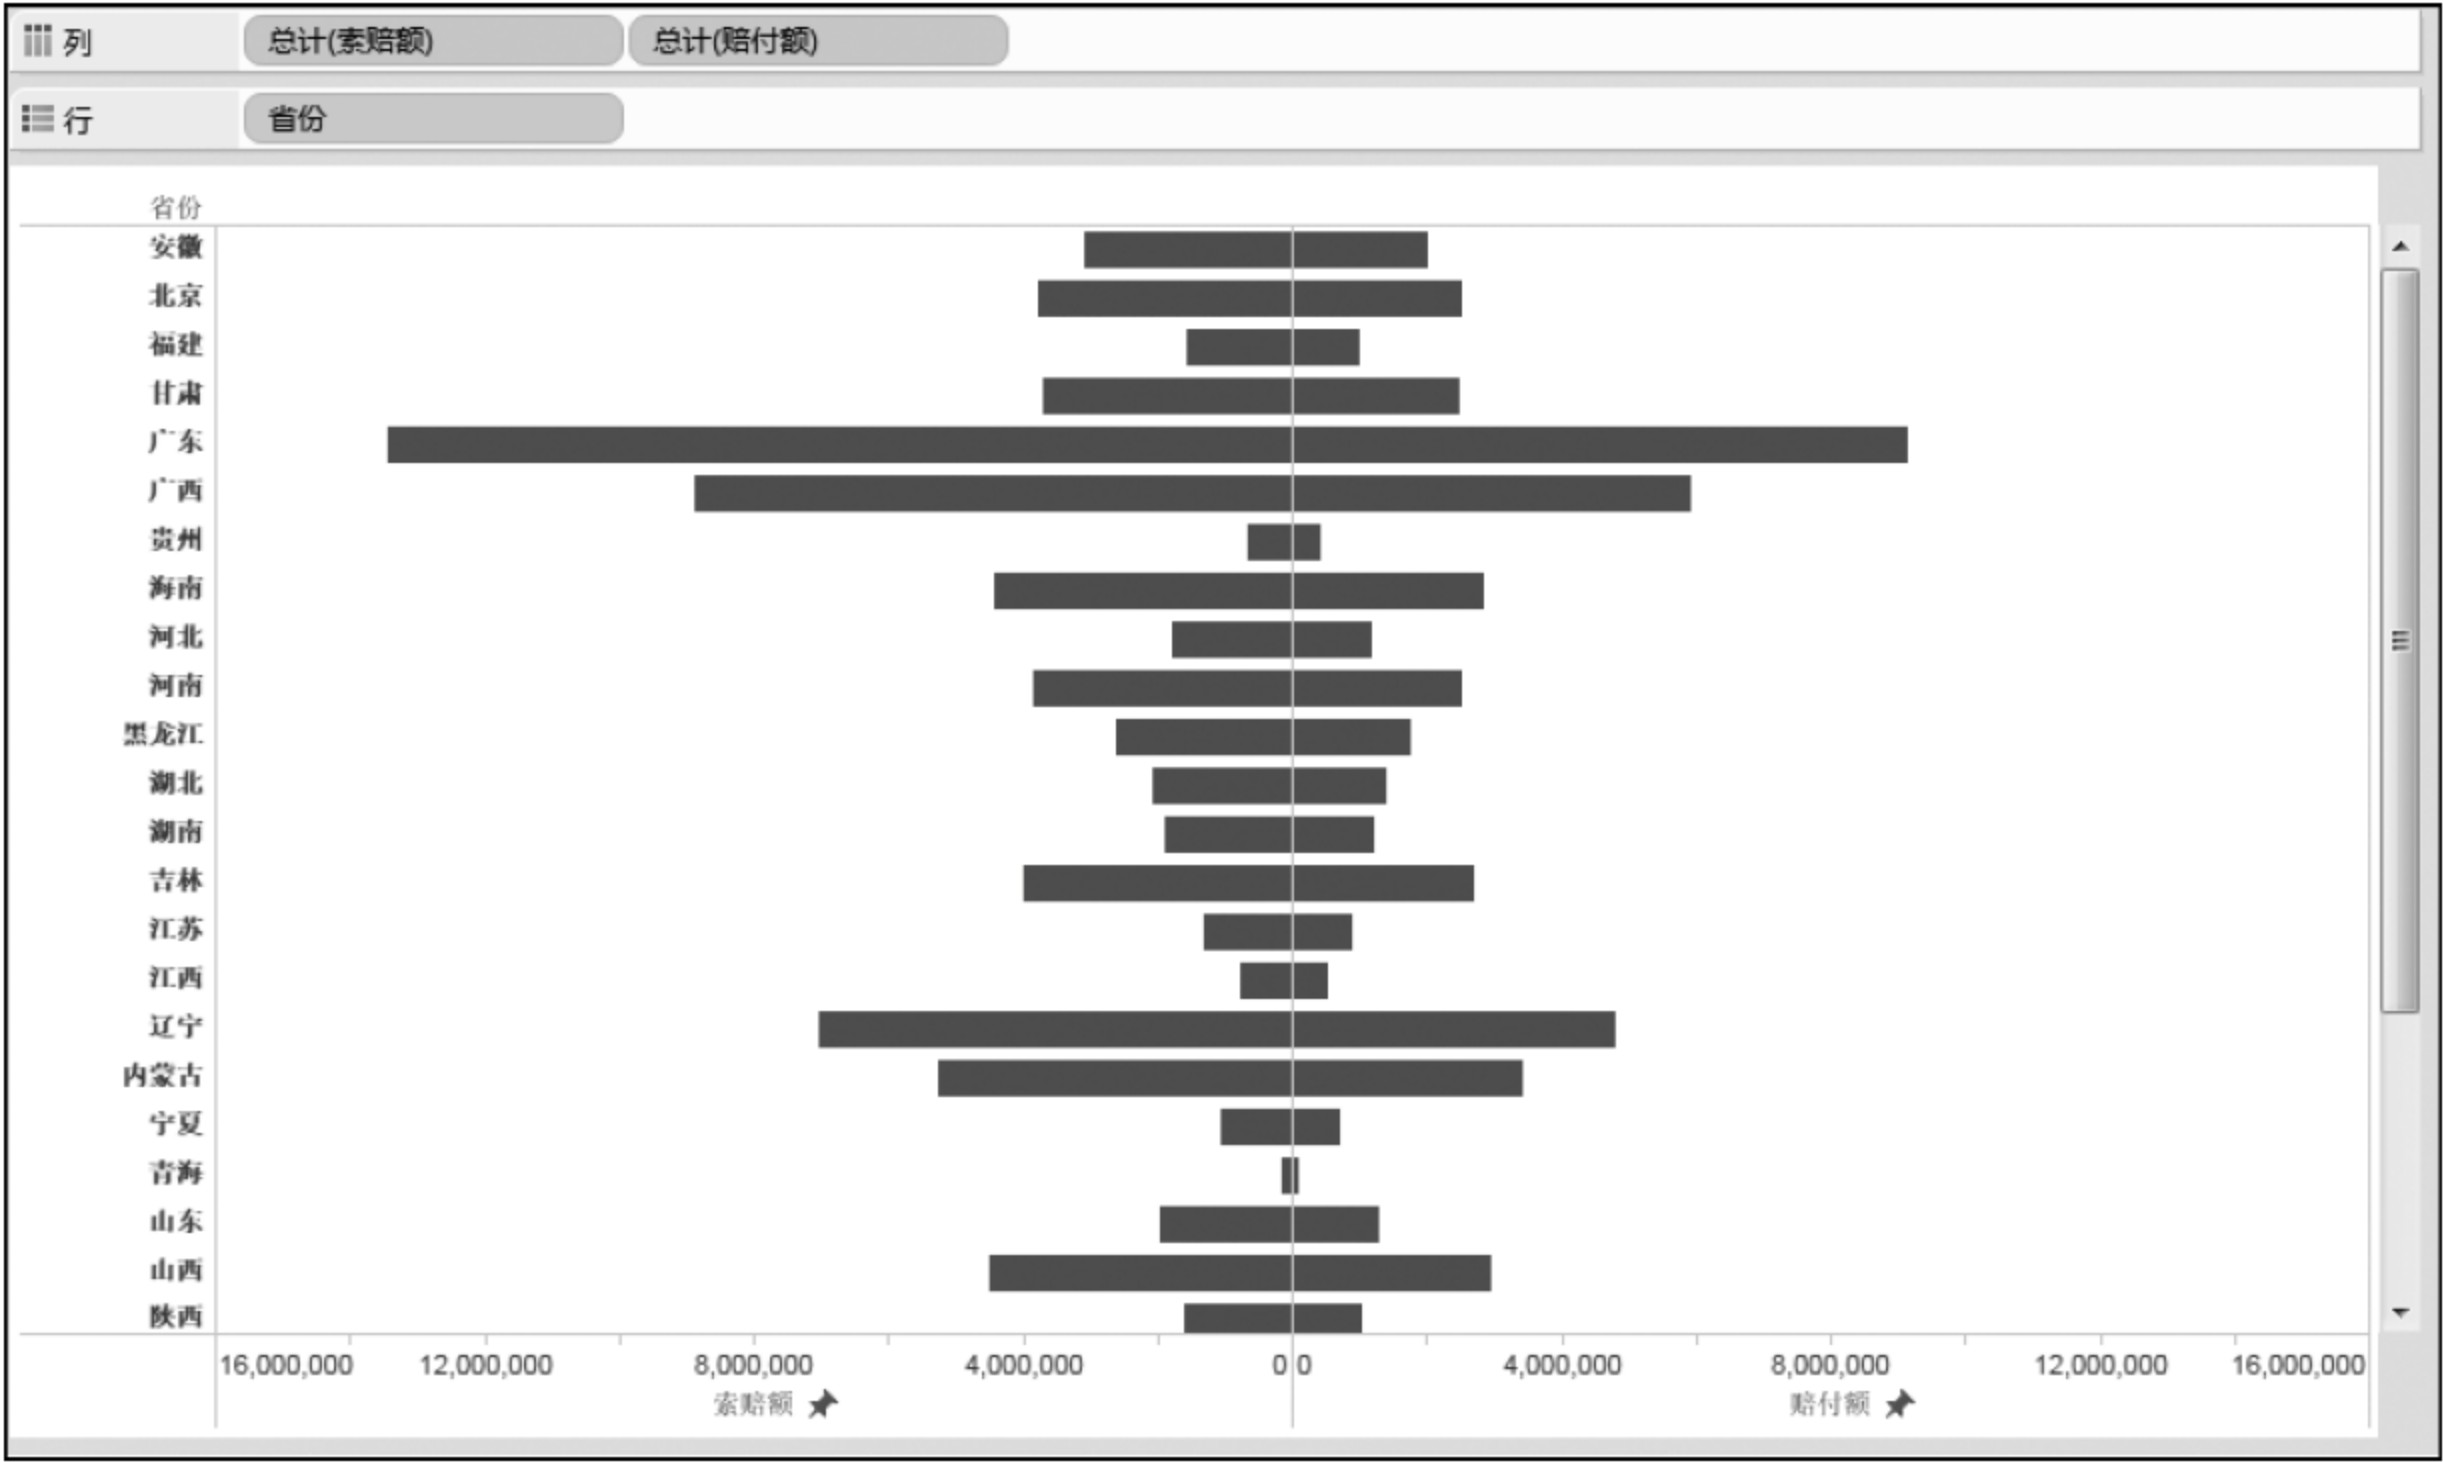 列 总计(索赔额) 总计(赔付额)
行 省份
省份
安徽
北京
福建
甘肃
广东
广西
贵州
海南
河北
河南
黑龙江
湖北
湖南
吉林
江苏
江西
辽宁
内蒙古
宁夏
青海
山东
山西
陕西
16,000,000 12,000,000 8,000,000 4,000,000 0 0 4,000,000 8,000,000 12,000,000 16,000,000
索赔额 赔付额